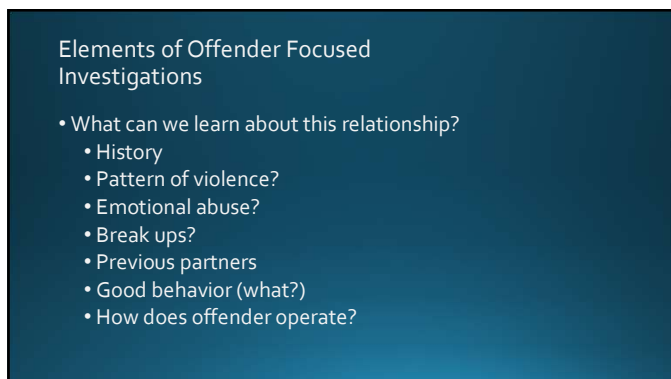 Elements of Offender Focused
Investigations
• What can we learn about this relationship?
• History
• Pattern of violence?
• Emotional abuse?
• Break ups?
• Previous partners
• Good behavior (what?)
• How does offender operate?